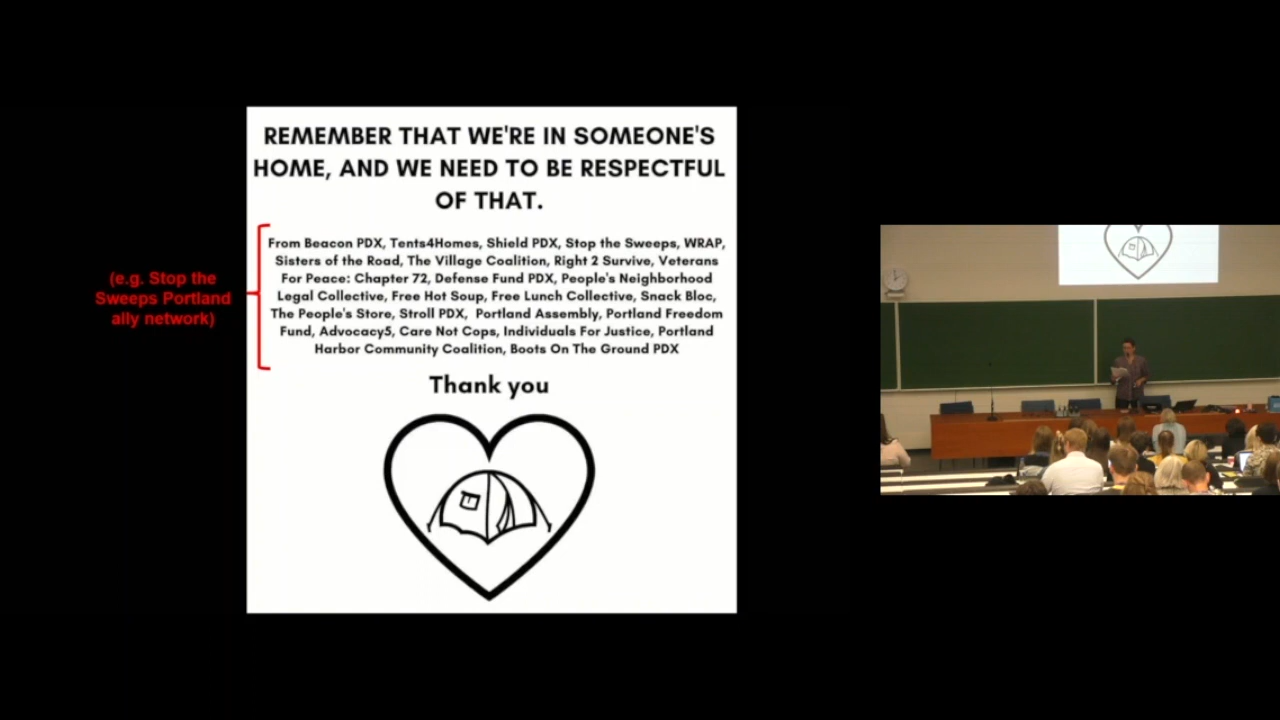 REMEMBER THAT WE'RE IN SOMEONE'S
HOME, AND WE NEED TO BE RESPECTFUL
OF THAT.
From Beacon PDX, Tents4Homes, Shield PDX, Stop the Sweeps, WRAP,
Sisters of the Road, The Village Coalition, Right 2 Survive, Veterans
For Peace: Chapter 72, Defense Fund PDX, People's Neighborhood
Legal Collective, Free Hot Soup, Free Lunch Collective, Snack Bloc,
The People's Store, Stroll PDX, Portland Assembly, Portland Freedom
Fund, Advocacy5, Care Not Cops, Individuals For Justice, Portland
Harbor Community Coalition, Boots On The Ground PDX
(e.g. Stop the
Sweeps Portland
ally network)
Thank you